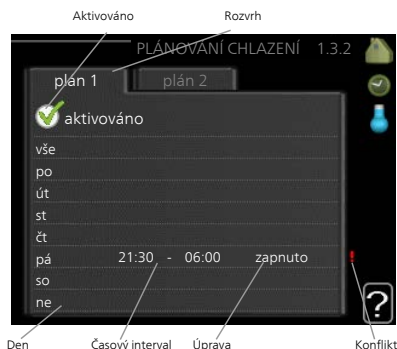 Aktivováno Rozvrh
PLÁNOVÁNÍ CHLAZENÍ 1.3.2
plán 1 plán 2
aktivováno
vše
po
út
st
čt
pá 21:30 - 06:00 zapnuto !
so
ne
?
Den Časový interval Úprava Konflikt